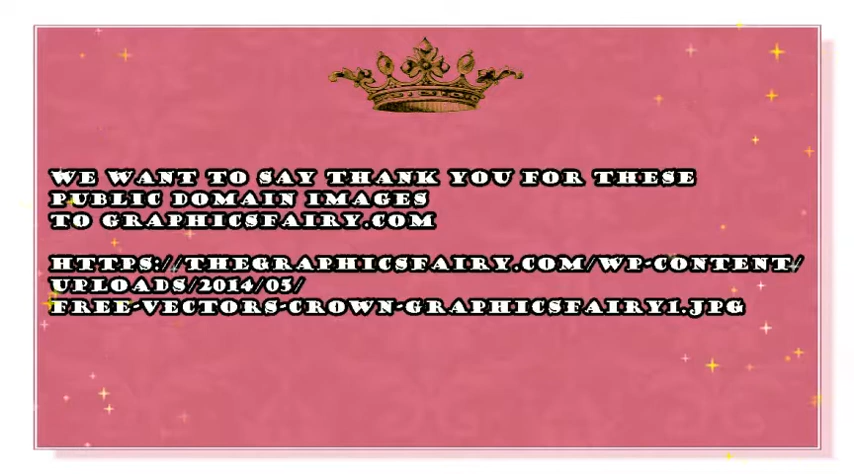 WE WANT TO SAY THANK YOU FOR THESE
PUBLIC DOMAIN IMAGES
TO GRAPHICSFAIRY.COM
HTTPS://THEGRAPHICSFAIRY.COM/WP-CONTENT/
UPLOADS/2014/05/
FREE-VECTORS-CROWN-GRAPHICSFAIRY1.JPG